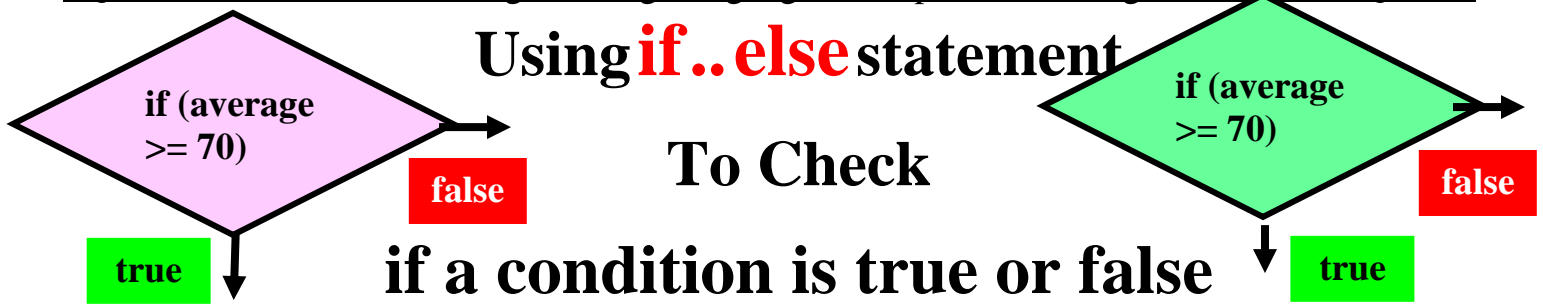 Using if.. else statement
if (average
>= 70)
if (average
>= 70)
To Check
false
false
if a condition is true or false
true
true